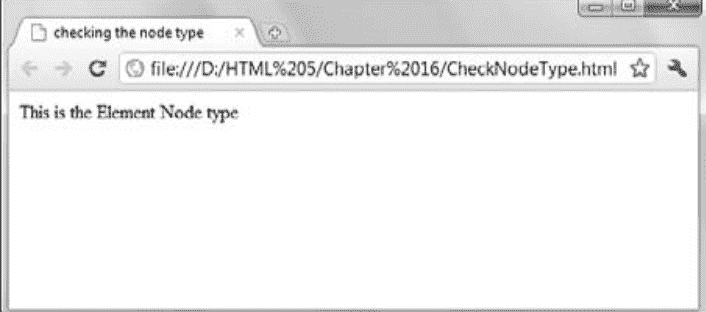 checking the node type
file:///D:/HTML%205/Chapter%2016/CheckNodeType.html
This is the Element Node type